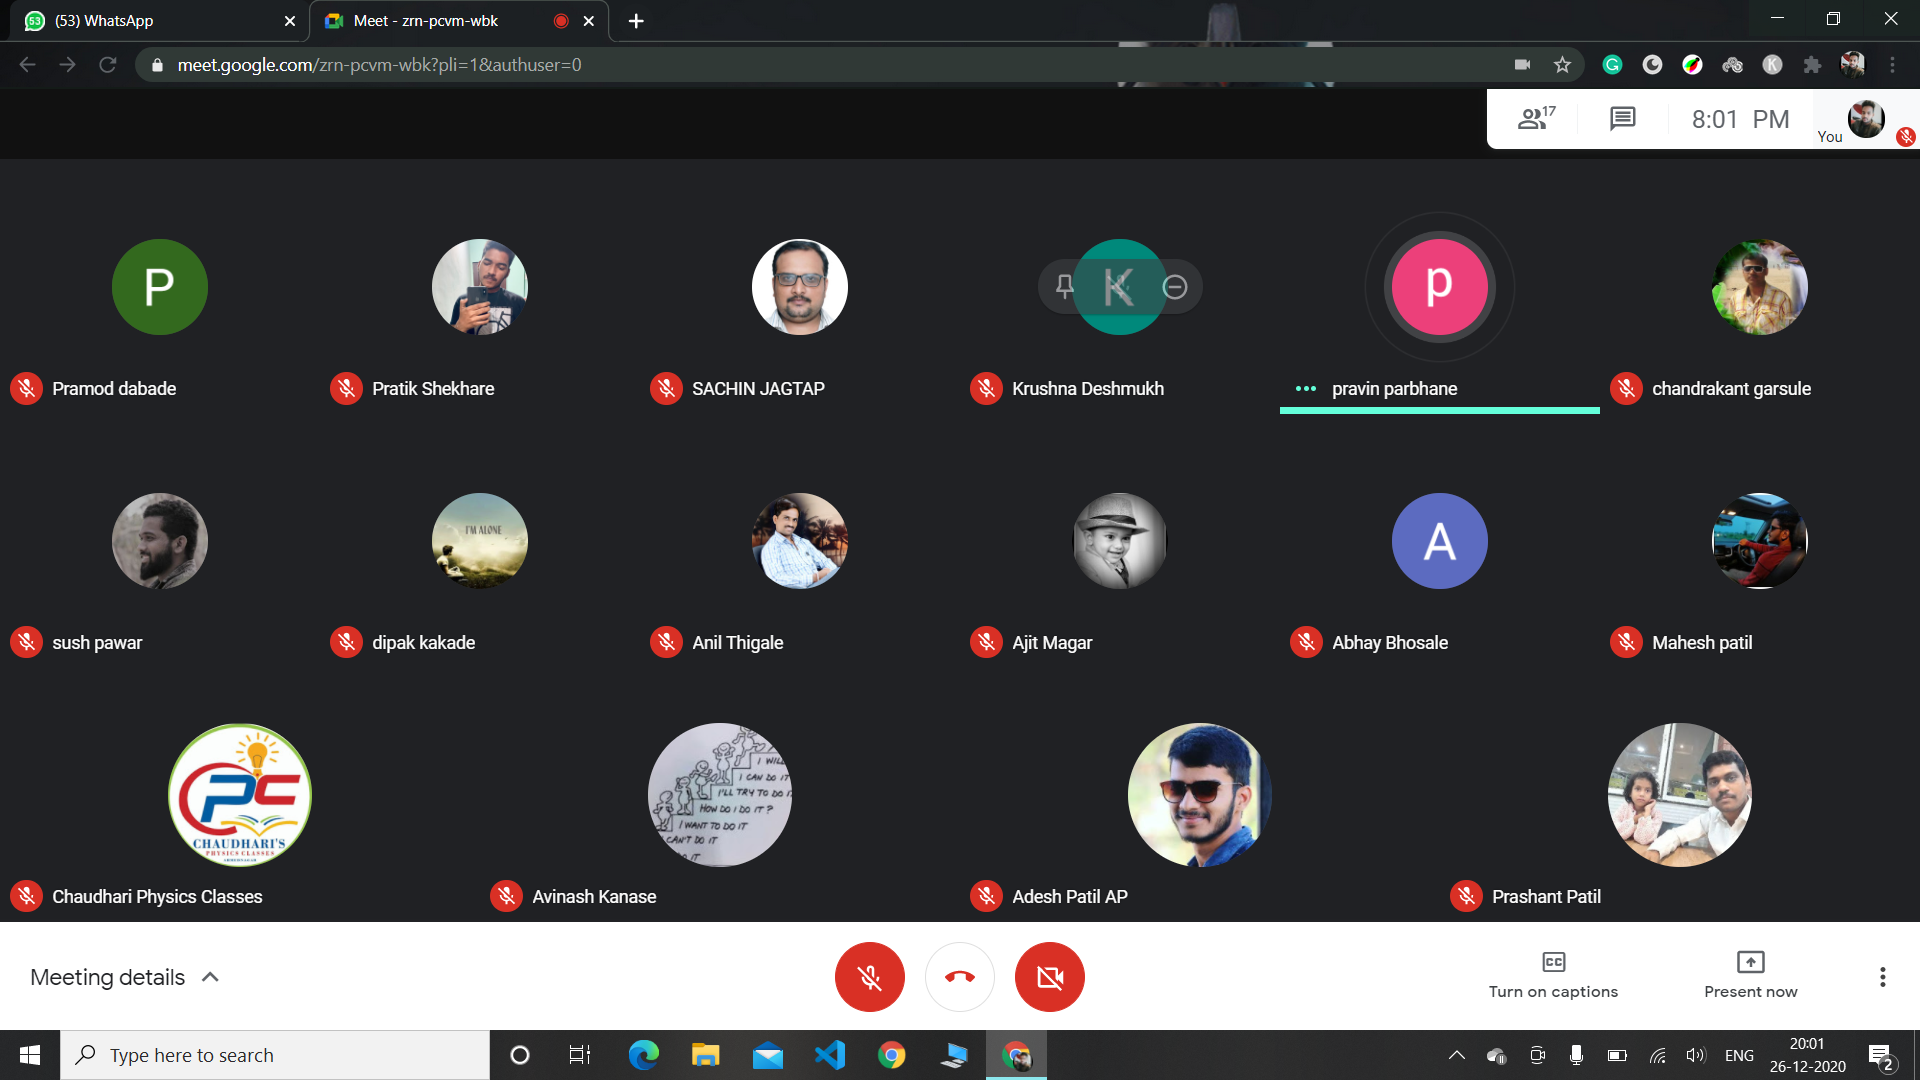 (53) WhatsApp
Meet - zrn-pcvm-wbk
meet.google.com/zrn-pcvm-wbk?pli=1&authuser=0
17
8:01 PM
You
P
K
p
Pramod dabade
Pratik Shekhare
SACHIN JAGTAP
Krushna Deshmukh
pravin parbhane
chandrakant garsule
I'M ALONE
A
sush pawar
dipak kakade
Anil Thigale
Ajit Magar
Abhay Bhosale
Mahesh patil
CPC
CHAUDHARI'S
PHYSICS CLASSES
I WILL
I CAN DO IT
I'LL TRY TO DO I
HOW DO I DO IT?
I WANT TO DO IT
CAN'T DO IT
DO IT
Chaudhari Physics Classes
Avinash Kanase
Adesh Patil AP
Prashant Patil
Meeting details
CC
Turn on captions
Present now
Type here to search
ENG
20:01
26-12-2020
2